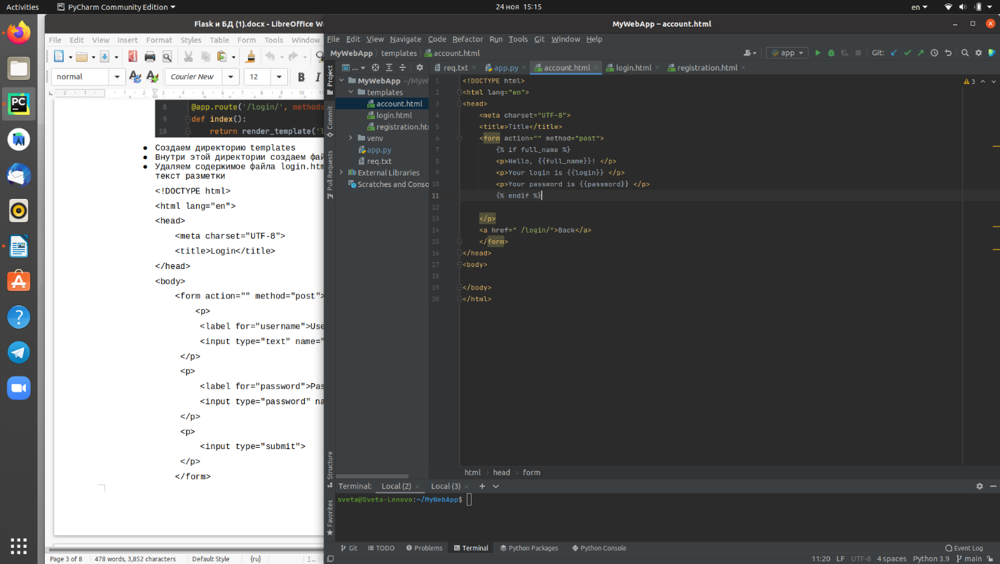 Activities
PyCharm Community Edition
24 ноя 15:15
en
Flask и БД (1).docx - LibreOffice W
File Edit View Insert Format Styles Table Form Tools Window
normal
Courier New
12
B I
2 1 1 2 3 4 5 6 7 8 9 10 11
8 @app.route('/login/', methods
9 def index():
10 return render_template('l
● Создаем директорию templates
● Внутри этой директории создаем фай
● Удаляем содержимое файла login.htm
текст разметки
<!DOCTYPE html>
<html lang="en">
<head>
<meta charset="UTF-8">
<title>Login</title>
</head>
<body>
<form action="" method="post">
<p>
<label for="username">Use
<input type="text" name="
</p>
<p>
<label for="password">Pas
<input type="password" na
</p>
<p>
<input type="submit">
</p>
</form>
Page 3 of 8
478 words, 3,852 characters
Default Style
{ru}
MyWebApp – account.html
File Edit View Navigate Code Refactor Run Tools Git Window Help
MyWebApp templates account.html
app
Git:
Project
Commit
Pull Requests
Structure
Favorites
...
req.txt
app.py
account.html
login.html
registration.html
MyWebApp ~/MyW
templates
account.html
login.html
registration.htm
venv
app.py
req.txt
External Libraries
Scratches and Conso
3
1 <!DOCTYPE html>
2 <html lang="en">
3 <head>
4 <meta charset="UTF-8">
5 <title>Title</title>
6 <form action="" method="post">
7 {% if full_name %}
8 <p>Hello, {{full_name}}! </p>
9 <p>Your login is {{login}} </p>
10 <p>Your password is {{password}} </p>
11 {% endif %}
12
13 </p>
14 <a href=" /login/">Back</a>
15 </form>
16 </head>
17 <body>
18
19 </body>
20 </html>
html head form
Terminal: Local (2) Local (3)
sveta@Sveta-Lenovo:~/MyWebApp$
Git TODO Problems Terminal Python Packages Python Console
Event Log
11:20 LF UTF-8 4 spaces Python 3.9 main